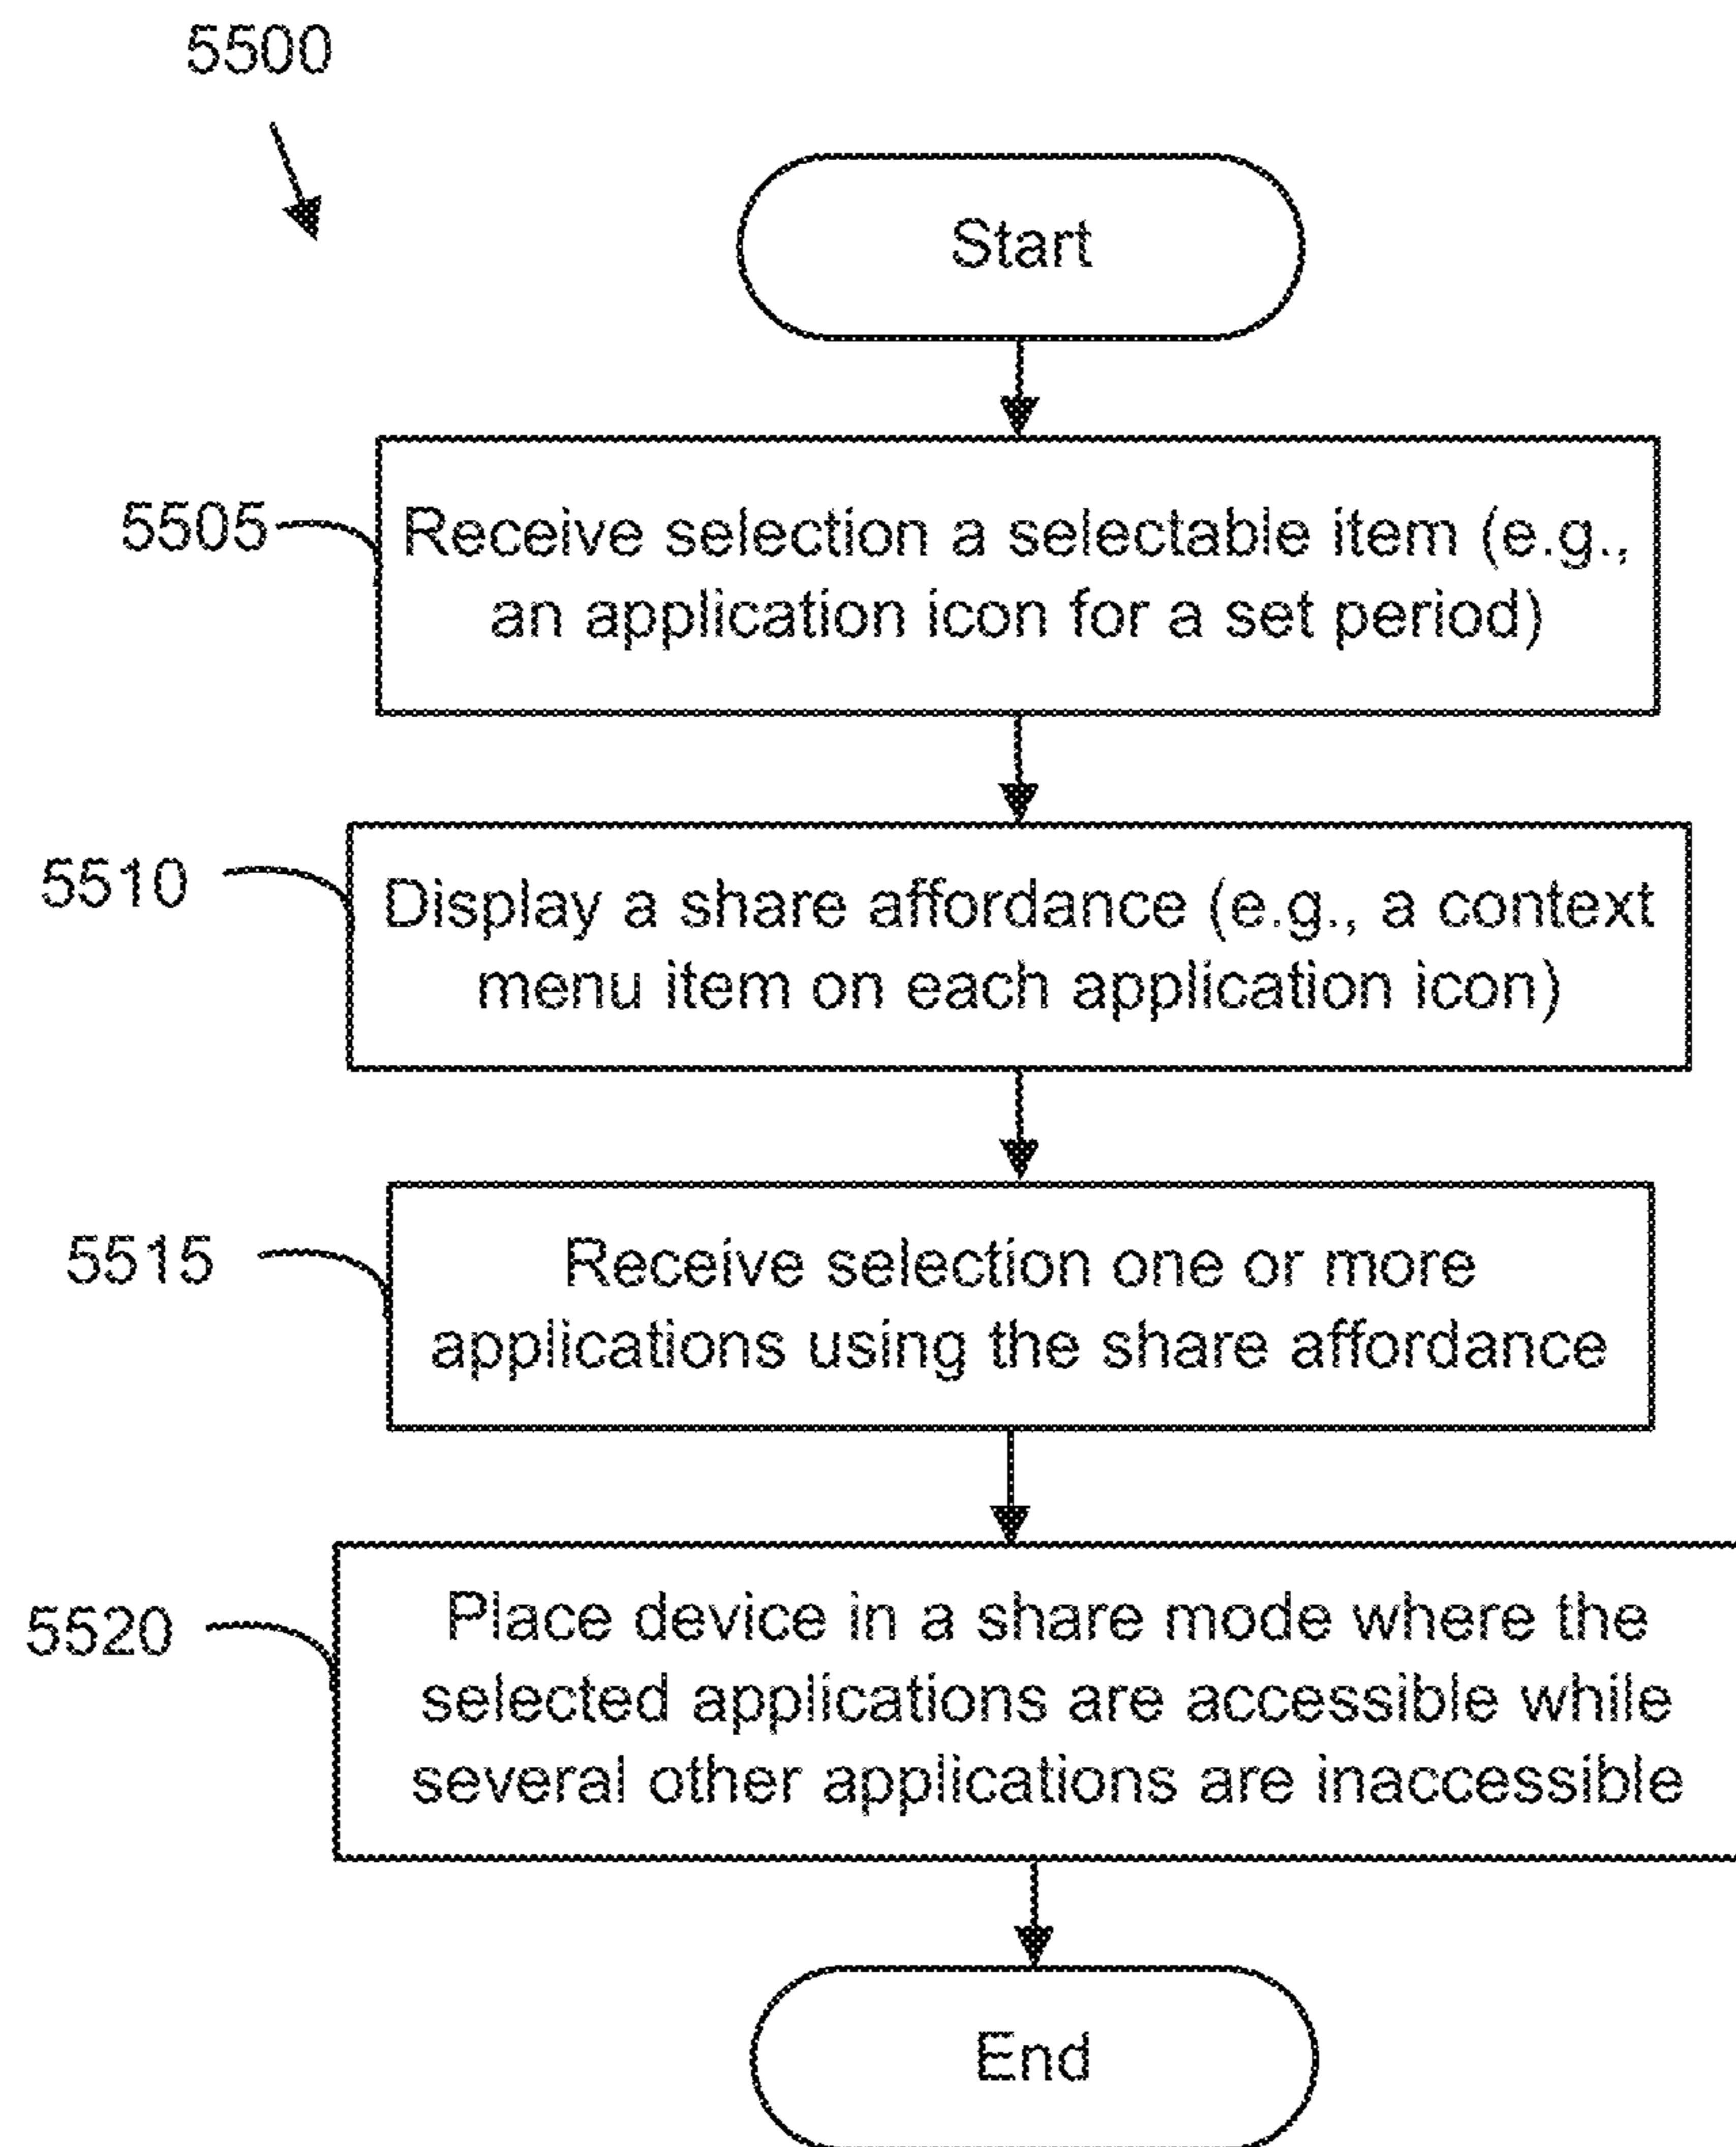 5500
Start
5505
Receive selection a selectable item (e.g.,
an application icon for a set period)
5510
Display a share affordance (e.g., a context
menu item on each application icon)
5515
Receive selection one or more
applications using the share affordance
5520
Place device in a share mode where the
selected applications are accessible while
several other applications are inaccessible
End